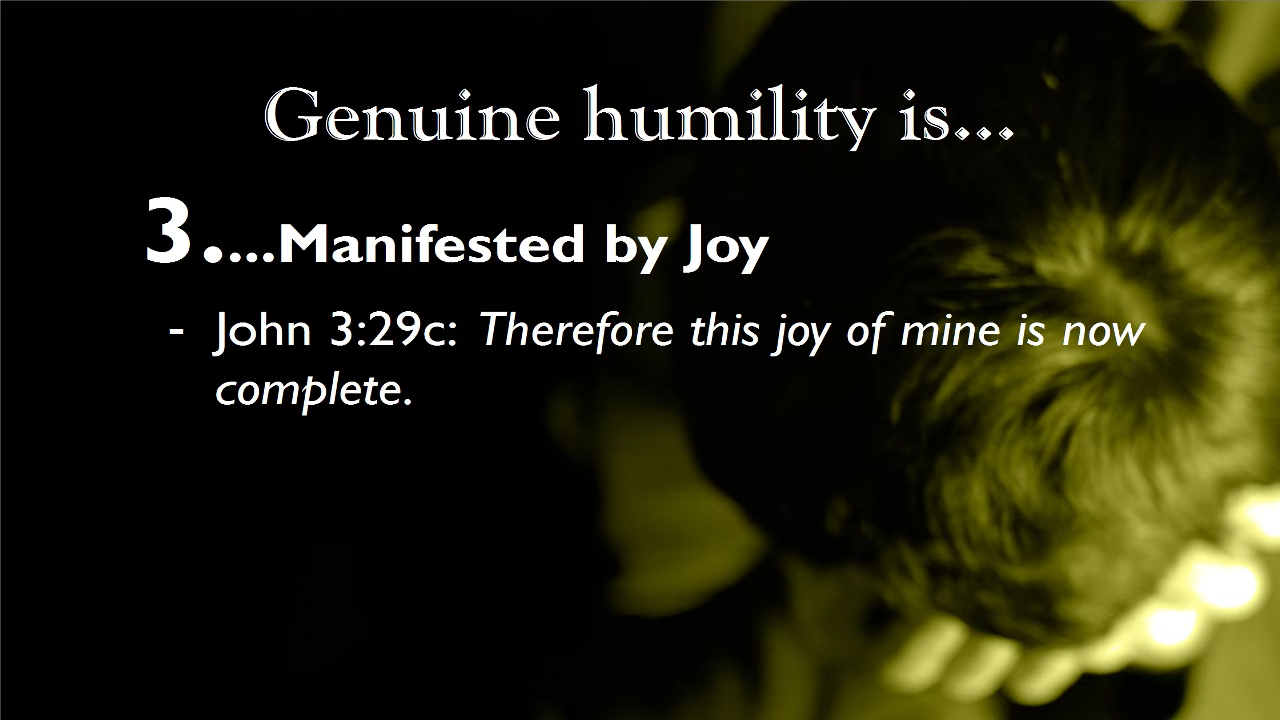 Genuine humility is...
3....Manifested by Joy
- John 3:29c: Therefore this joy of mine is now
complete.